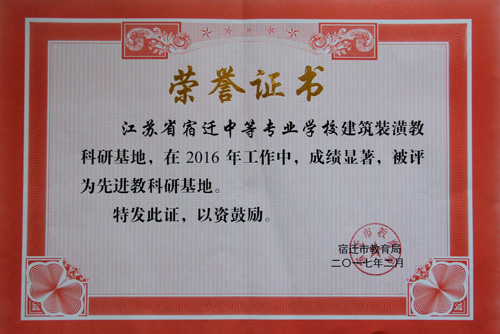 荣誉证书
江苏省宿迁中等专业学校建筑装潢教
科研基地，在 2016 年工作中，成绩显著，被评
为先进教科研基地。
特发此证，以资鼓励。
宿迁市教育局
二〇一七年二月